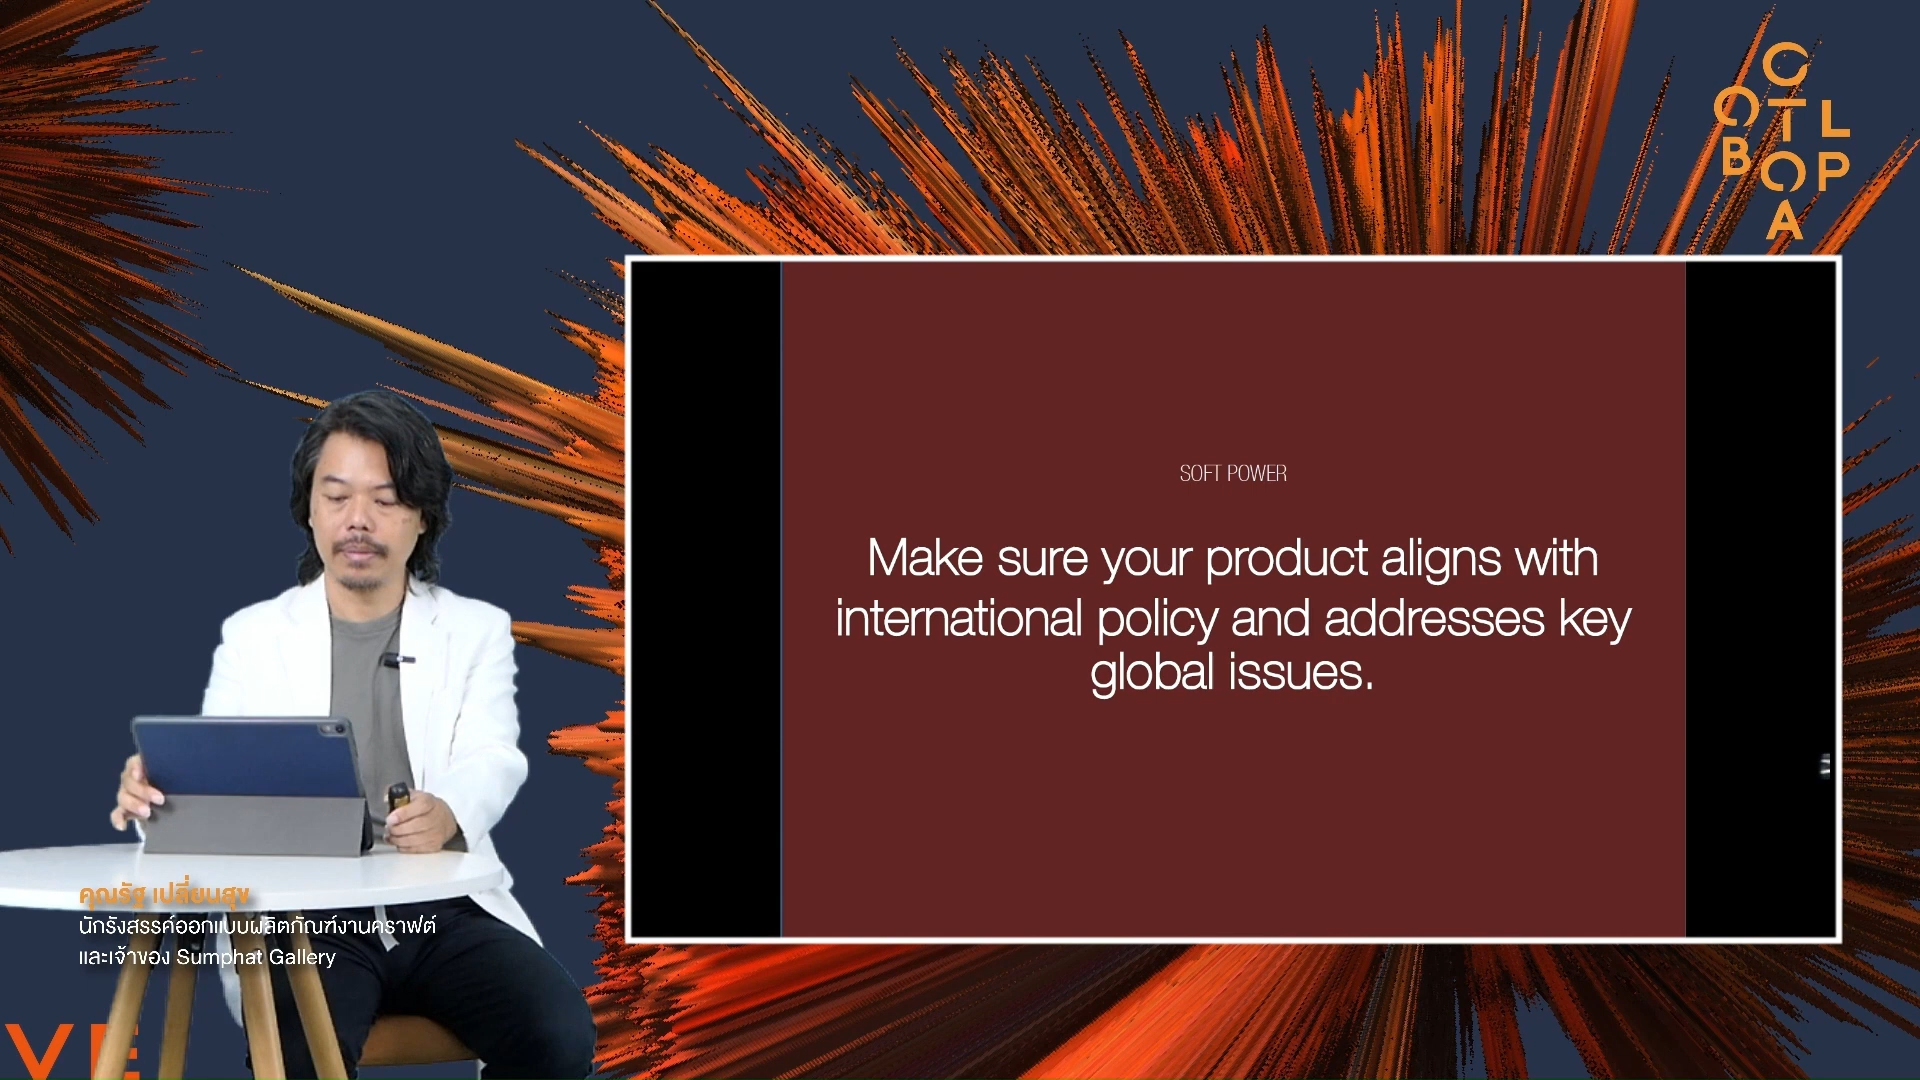 C
O T L
B O P
A
SOFT POWER
Make sure your product aligns with
international policy and addresses key
global issues.
คุณรัฐ เปลี่ยนสุข
นักรังสรรค์ออกแบบผลิตภัณฑ์งานคราฟต์
และเจ้าของ Sumphat Gallery
VE